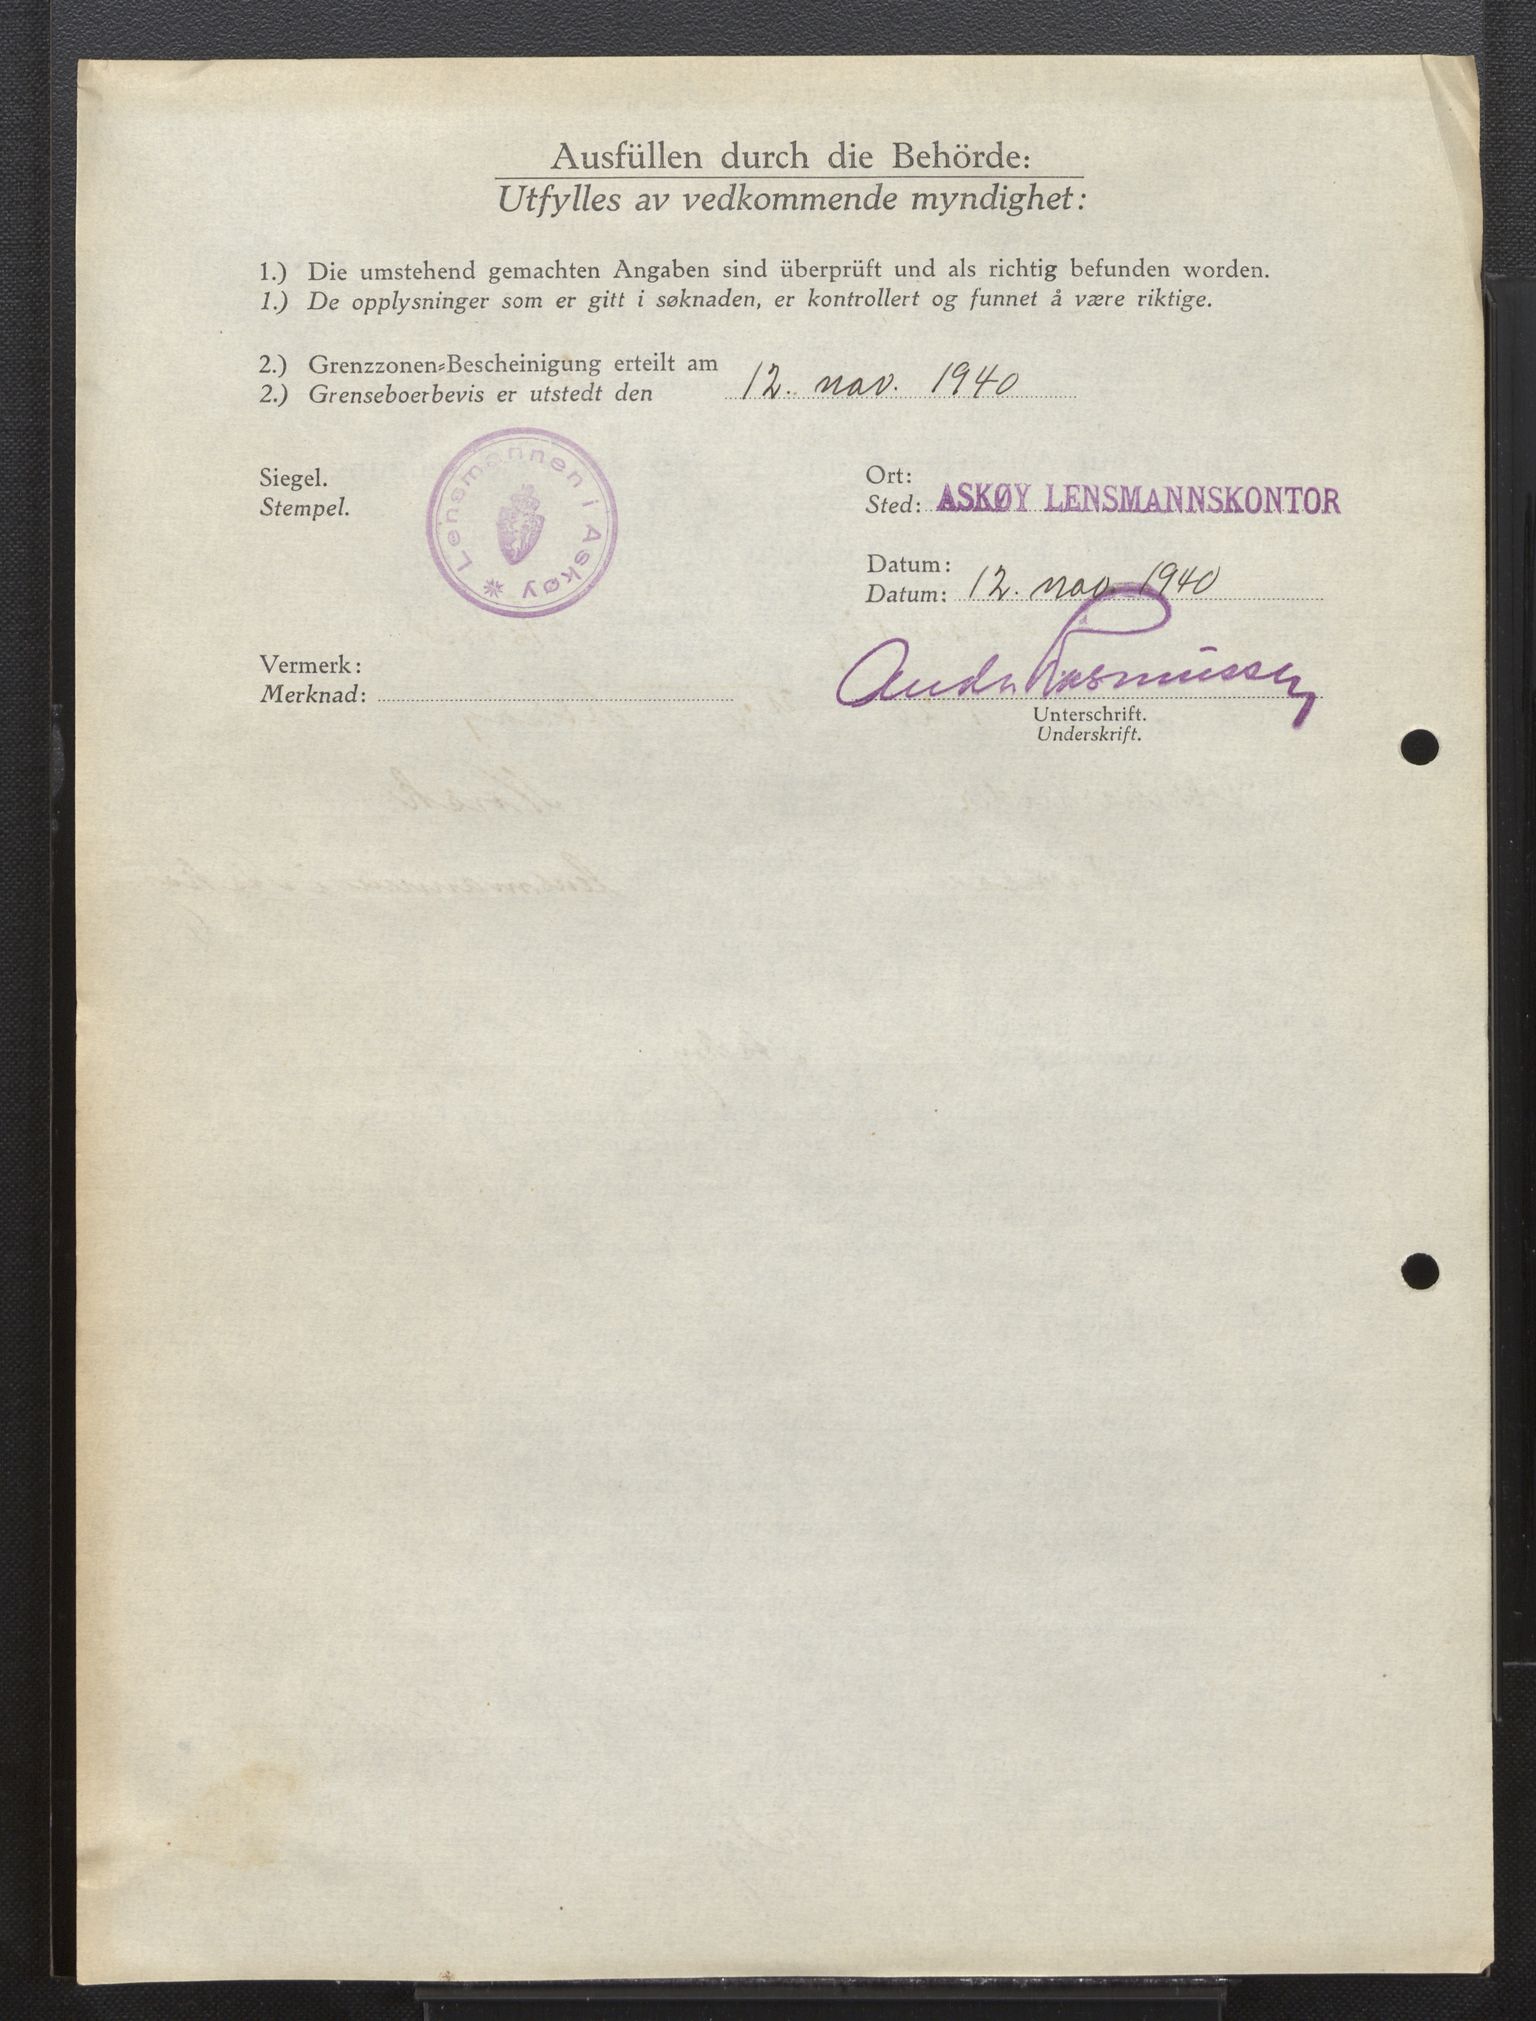 Ausfüllen durch die Behörde:
Utfylles av vedkommende myndighet:
1.) Die umstehend gemachten Angaben sind überprüft und als richtig befunden worden.
1.) De opplysninger som er gitt i søknaden, er kontrollert og funnet å være riktige.
2.) Grenzzonen-Bescheinigung erteilt am
2.) Grenseboerbevis er utstedt den 12. nov. 1940
Siegel.
Stempel.
Lensmannen i Askøy
Ort:
Sted: ASKØY LENSMANNSKONTOR
Datum:
Datum: 12. nov. 1940
Vermerk:
Merknad:
Rasmussen
Unterschrift.
Underskrift.